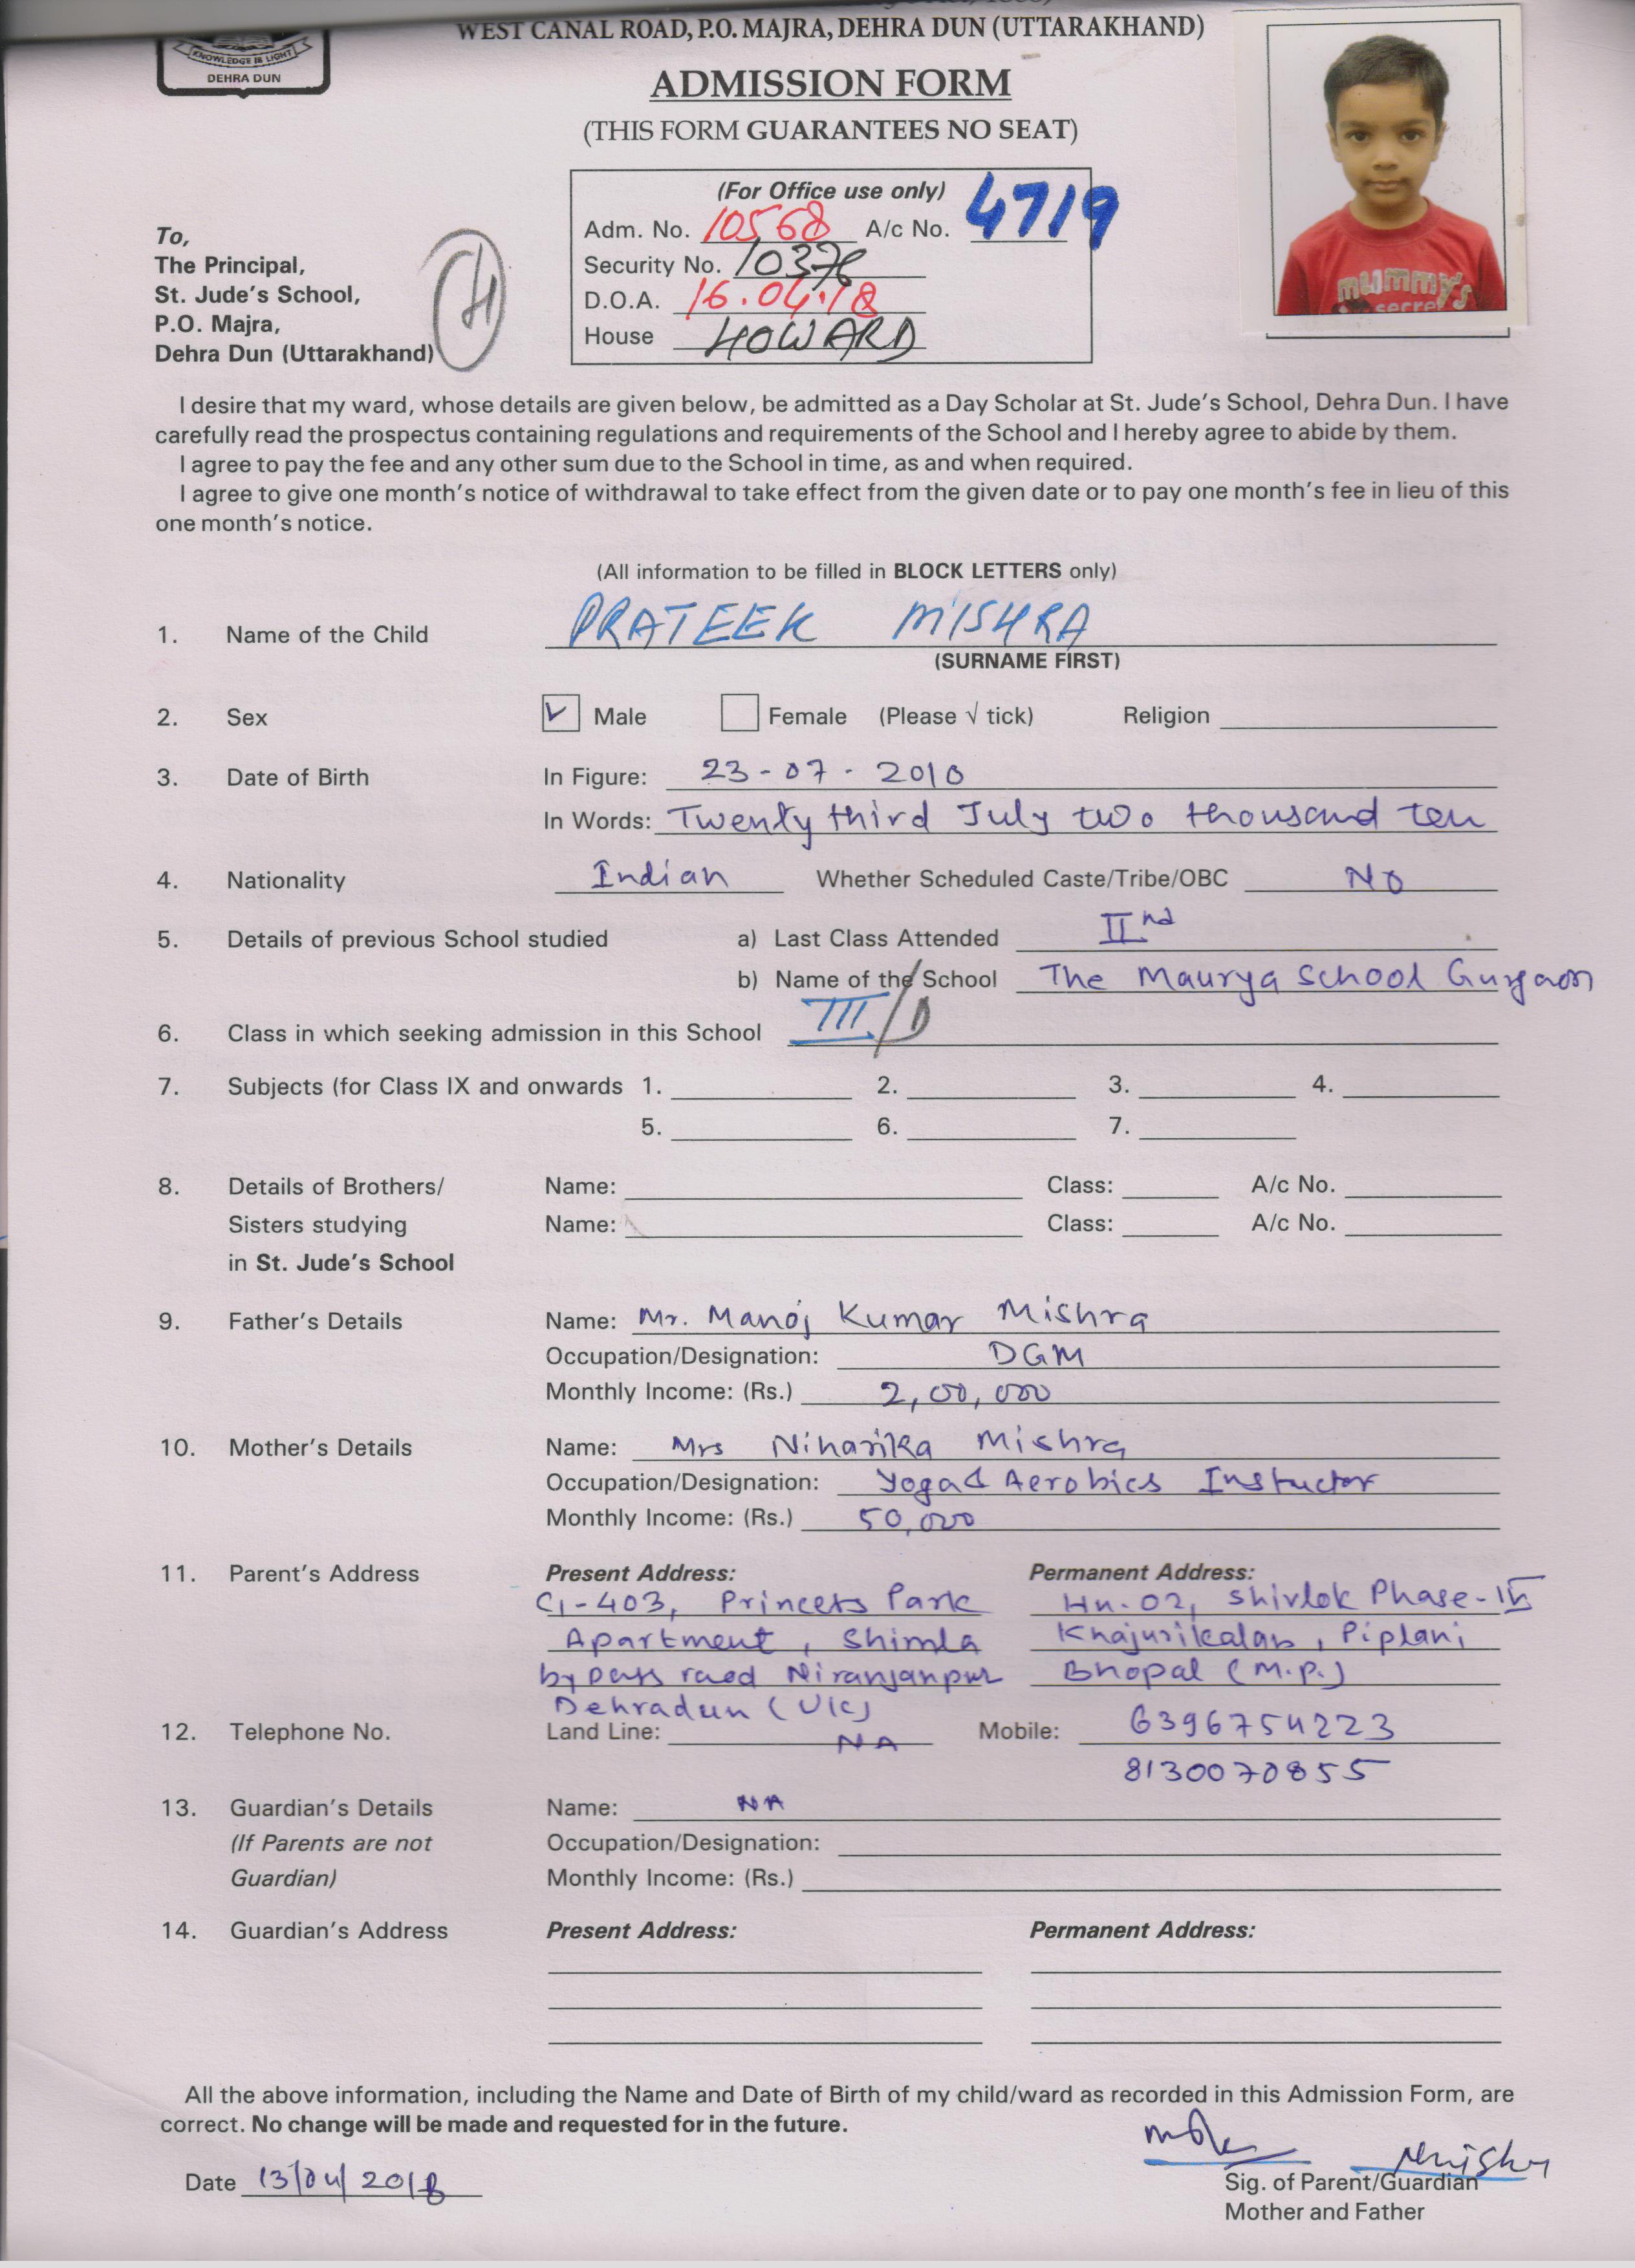 WEST CANAL ROAD, P.O. MAJRA, DEHRA DUN (UTTARAKHAND)
KNOWLEDGE IS LIGHT
DEHRA DUN
ADMISSION FORM
(THIS FORM GUARANTEES NO SEAT)
mummy's
secret
(For Office use only)
Adm. No. 10568 A/c No. 4719
Security No. 10376
D.O.A. 16.04.18
House HOWARD
To,
The Principal,
St. Jude's School,
P.O. Majra,
Dehra Dun (Uttarakhand)
H
I desire that my ward, whose details are given below, be admitted as a Day Scholar at St. Jude's School, Dehra Dun. I have
carefully read the prospectus containing regulations and requirements of the School and I hereby agree to abide by them.
I agree to pay the fee and any other sum due to the School in time, as and when required.
I agree to give one month's notice of withdrawal to take effect from the given date or to pay one month's fee in lieu of this
one month's notice.
(All information to be filled in BLOCK LETTERS only)
1. Name of the Child PRATEEK MISHRA
(SURNAME FIRST)
2. Sex Male Female (Please √ tick) Religion
3. Date of Birth In Figure: 23-07-2010
In Words: Twenty third July two thousand ten
4. Nationality Indian Whether Scheduled Caste/Tribe/OBC NO
5. Details of previous School studied a) Last Class Attended IInd
b) Name of the School The Maurya School Gurgaon
6. Class in which seeking admission in this School III/D
7. Subjects (for Class IX and onwards 1. 2. 3. 4.
5. 6. 7.
8. Details of Brothers/ Name: Class: A/c No.
Sisters studying Name: Class: A/c No.
in St. Jude's School
9. Father's Details Name: Mr. Manoj Kumar Mishra
Occupation/Designation: DGM
Monthly Income: (Rs.) 2,00,000
10. Mother's Details Name: Mrs Niharika Mishra
Occupation/Designation: Yoga & Aerobics Instuctor
Monthly Income: (Rs.) 50,000
11. Parent's Address Present Address: Permanent Address:
-403, Princess Park Hn-02, Shivlok Phase-
Apartment, Shimla Khajurikalan, Piplani
by pass raod Niranjanpur Bhopal (M.P.)
Dehradun (UK)
12. Telephone No. Land Line: NA Mobile: 6396754223
8130070855
13. Guardian's Details Name: NA
(If Parents are not Occupation/Designation:
Guardian) Monthly Income: (Rs.)
14. Guardian's Address Present Address: Permanent Address:
All the above information, including the Name and Date of Birth of my child/ward as recorded in this Admission Form, are
correct. No change will be made and requested for in the future.
Date 13/04/2018
Sig. of Parent/Guardian
Mother and Father